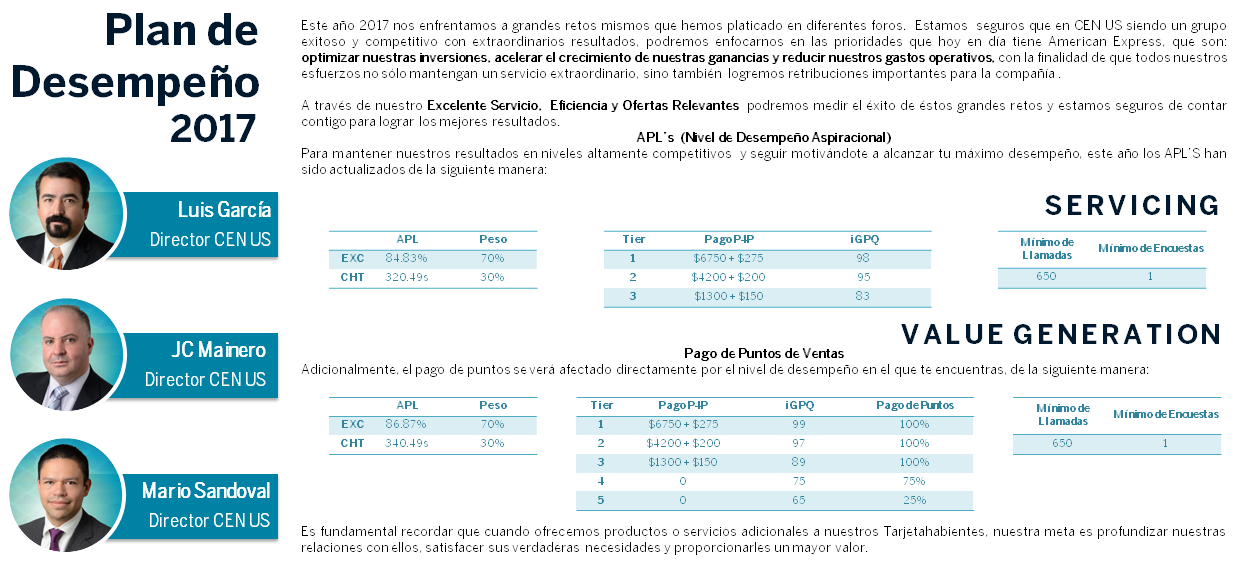 Plan de
Desempeño
2017
Luis García
Director CEN US
JC Mainero
Director CEN US
Mario Sandoval
Director CEN US
Este año 2017 nos enfrentamos a grandes retos mismos que hemos platicado en diferentes foros. Estamos seguros que en CEN US siendo un grupo
exitoso y competitivo con extraordinarios resultados, podremos enfocarnos en las prioridades que hoy en día tiene American Express, que son:
optimizar nuestras inversiones, acelerar el crecimiento de nuestras ganancias y reducir nuestros gastos operativos, con la finalidad de que todos nuestros
esfuerzos no sólo mantengan un servicio extraordinario, sino también logremos retribuciones importantes para la compañía .
A través de nuestro Excelente Servicio, Eficiencia y Ofertas Relevantes podremos medir el éxito de éstos grandes retos y estamos seguros de contar
contigo para lograr los mejores resultados.
APL´s (Nivel de Desempeño Aspiracional)
Para mantener nuestros resultados en niveles altamente competitivos y seguir motivándote a alcanzar tu máximo desempeño, este año los APL´S han
sido actualizados de la siguiente manera:
SERVICING
APL Peso
EXC 84.83% 70%
CHT 320.49s 30%
Tier Pago P-IP iGPQ
1 $6750 + $275 98
2 $4200 + $200 95
3 $1300 + $150 83
Mínimo de Llamadas Mínimo de Encuestas
650 1
VALUE GENERATION
Pago de Puntos de Ventas
Adicionalmente, el pago de puntos se verá afectado directamente por el nivel de desempeño en el que te encuentras, de la siguiente manera:
APL Peso
EXC 86.87% 70%
CHT 340.49s 30%
Tier Pago P-IP iGPQ Pago de Puntos
1 $6750 + $275 99 100%
2 $4200 + $200 97 100%
3 $1300 + $150 89 100%
4 0 75 75%
5 0 65 25%
Mínimo de Llamadas Mínimo de Encuestas
650 1
Es fundamental recordar que cuando ofrecemos productos o servicios adicionales a nuestros Tarjetahabientes, nuestra meta es profundizar nuestras
relaciones con ellos, satisfacer sus verdaderas necesidades y proporcionarles un mayor valor.